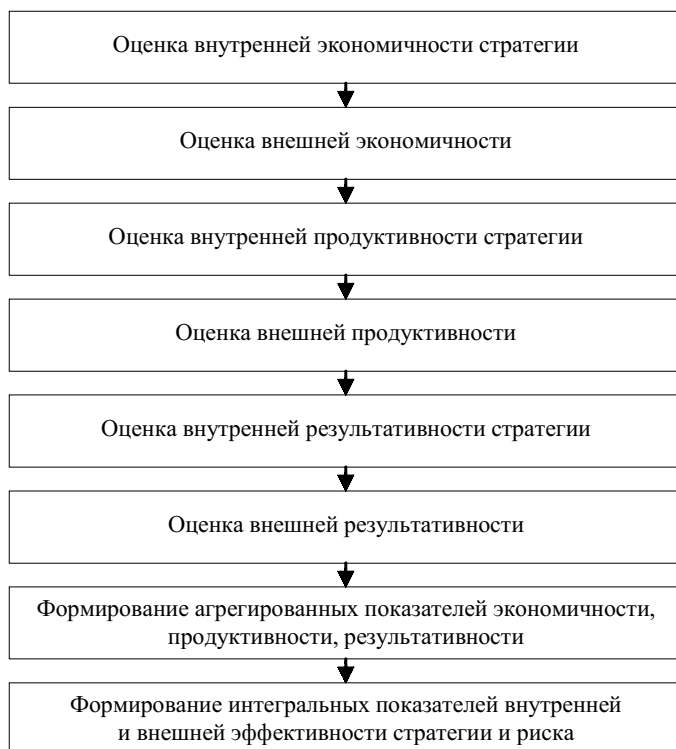 Оценка внутренней экономичности стратегии
Оценка внешней экономичности
Оценка внутренней продуктивности стратегии
Оценка внешней продуктивности
Оценка внутренней результативности стратегии
Оценка внешней результативности
Формирование агрегированных показателей экономичности,
продуктивности, результативности
Формирование интегральных показателей внутренней
и внешней эффективности стратегии и риска